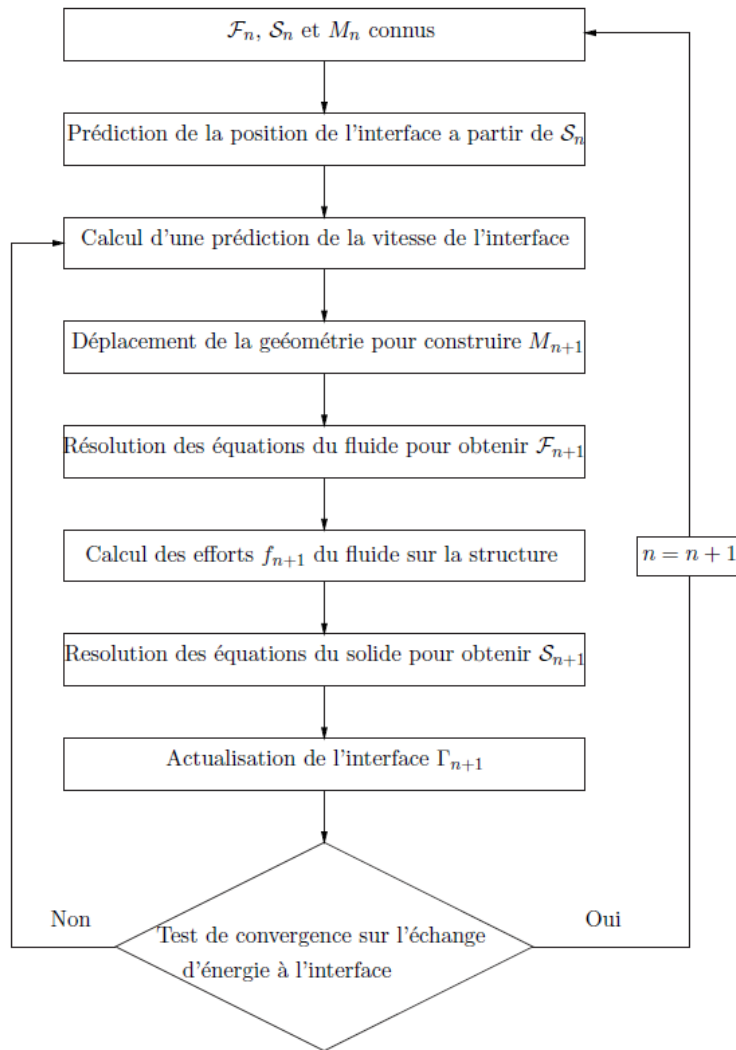 𝓕ₙ, 𝓢ₙ et Mₙ connus
Prédiction de la position de l'interface a partir de 𝓢ₙ
Calcul d'une prédiction de la vitesse de l'interface
Déplacement de la geéométrie pour construire Mₙ₊₁
Résolution des équations du fluide pour obtenir 𝓕ₙ₊₁
Calcul des efforts fₙ₊₁ du fluide sur la structure
n = n + 1
Resolution des équations du solide pour obtenir 𝓢ₙ₊₁
Actualisation de l'interface Γₙ₊₁
Non
Oui
Test de convergence sur l'échange
d'énergie à l'interface